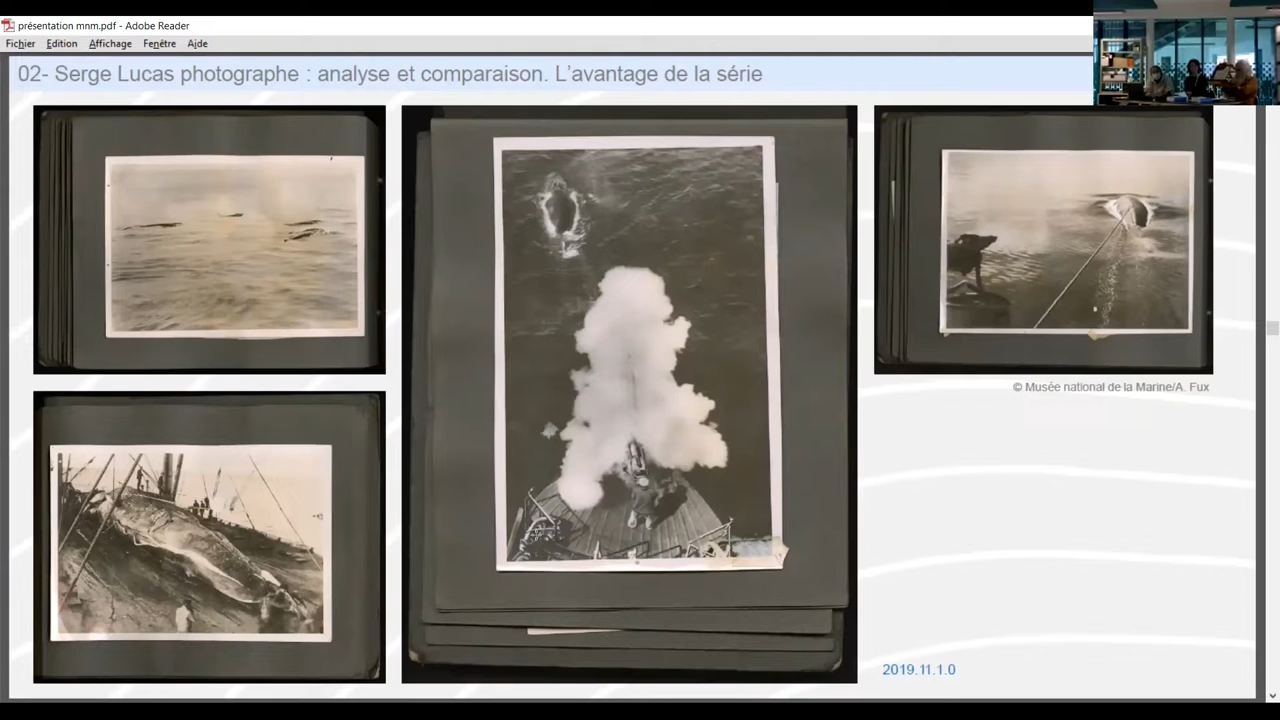 présentation mnm.pdf - Adobe Reader
Fichier Edition Affichage Fenêtre Aide
02- Serge Lucas photographe : analyse et comparaison. L'avantage de la série
© Musée national de la Marine/A. Fux
2019.11.1.0